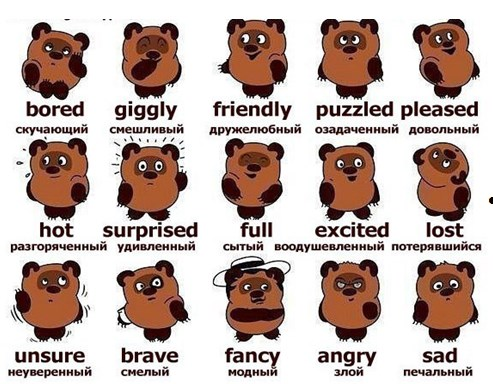 bored giggly friendly puzzled pleased
скучающий смешливый дружелюбный озадаченный довольный
hot surprised full excited lost
разгоряченный удивленный сытый воодушевленный потерявшийся
unsure brave fancy angry sad
неуверенный смелый модный злой печальный